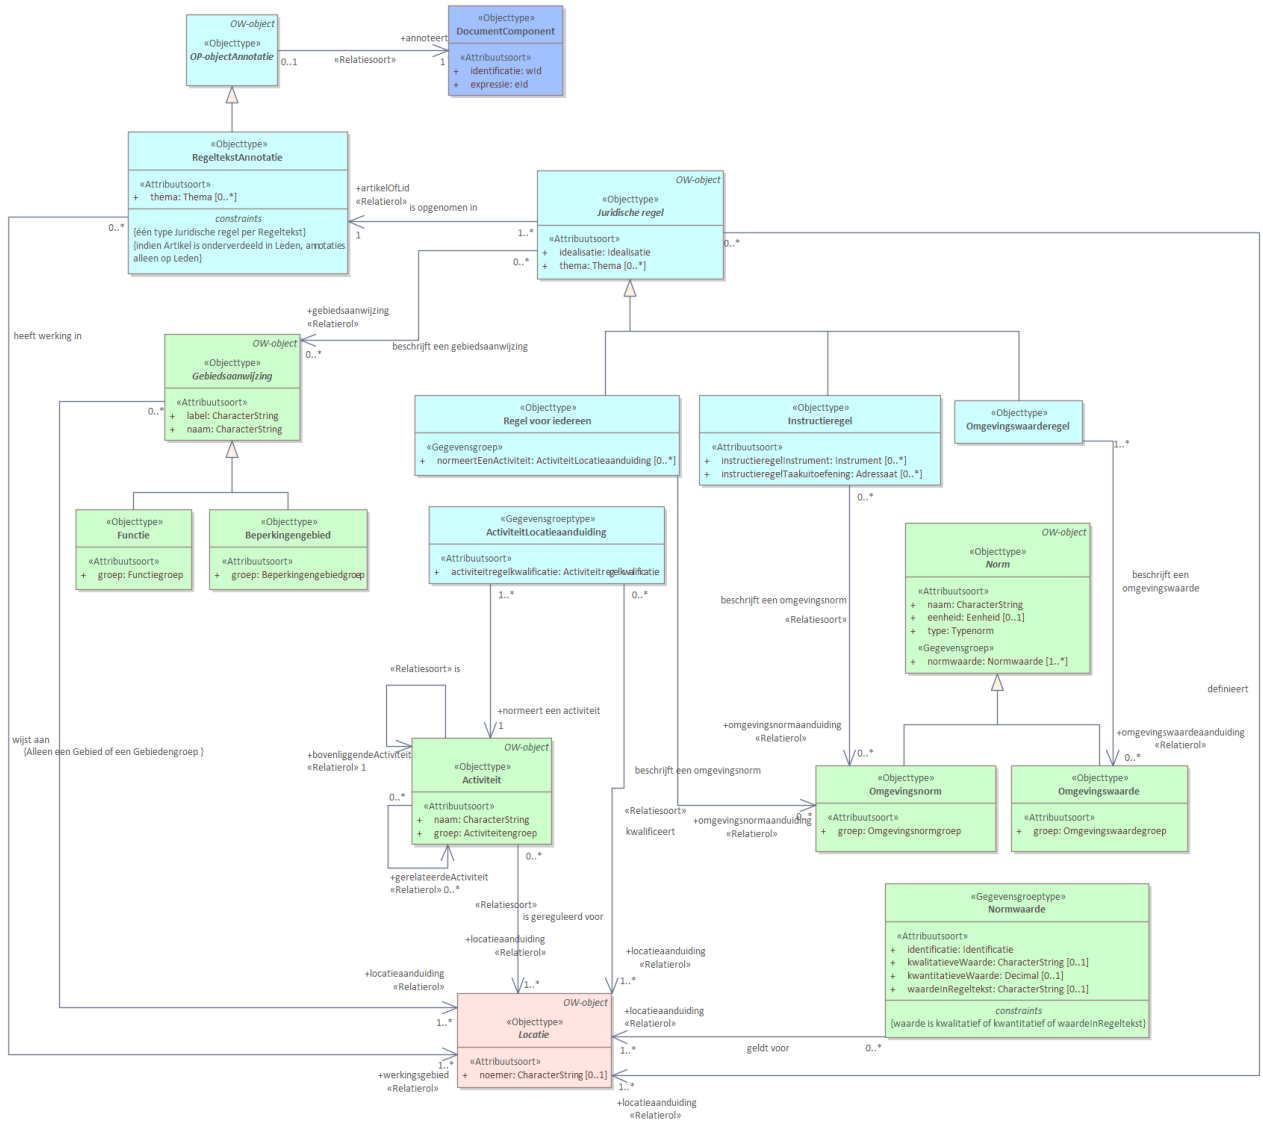 OW-object
«Objecttype»
OP-objectAnnotatie
0..1
«Relatiesoort»
+annoteert
1
«Objecttype»
DocumentComponent
«Attribuutsoort»
+ identificatie: wId
+ expressie: eId
«Objecttype»
RegeltekstAnnotatie
«Attribuutsoort»
+ thema: Thema [0..*]
constraints
{één type Juridische regel per Regeltekst}
{indien Artikel is onderverdeeld in Leden, annotaties
alleen op Leden}
0..*
heeft werking in
+artikelOfLid
«Relatierol»
is opgenomen in
1
1..*
OW-object
«Objecttype»
Juridische regel
«Attribuutsoort»
+ idealisatie: Idealisatie
+ thema: Thema [0..*]
0..*
0..*
+gebiedsaanwijzing
«Relatierol»
0..*
beschrijft een gebiedsaanwijzing
OW-object
«Objecttype»
Gebiedsaanwijzing
«Attribuutsoort»
+ label: CharacterString
+ naam: CharacterString
0..*
«Objecttype»
Regel voor iedereen
«Gegevensgroep»
+ normeertEenActiviteit: ActiviteitLocatieaanduiding [0..*]
«Objecttype»
Instructieregel
«Attribuutsoort»
+ instructieregelInstrument: Instrument [0..*]
+ instructieregelTaakuitoefening: Adressaat [0..*]
0..*
«Objecttype»
Omgevingswaarderegel
1..*
«Objecttype»
Functie
«Attribuutsoort»
+ groep: Functiegroep
«Objecttype»
Beperkingengebied
«Attribuutsoort»
+ groep: Beperkingengebiedgroep
«Gegevensgroeptype»
ActiviteitLocatieaanduiding
«Attribuutsoort»
+ activiteitregelkwalificatie: Activiteitregelkwalificatie
1..*
0..*
OW-object
«Objecttype»
Norm
«Attribuutsoort»
+ naam: CharacterString
+ eenheid: Eenheid [0..1]
+ type: Typenorm
«Gegevensgroep»
+ normwaarde: Normwaarde [1..*]
beschrijft een
omgevingswaarde
beschrijft een omgevingsnorm
«Relatiesoort»
definieert
«Relatiesoort» is
+normeert een activiteit
1
wijst aan
{Alleen een Gebied of een Gebiedengroep }
+bovenliggendeActiviteit
«Relatierol» 1
OW-object
«Objecttype»
Activiteit
«Attribuutsoort»
+ naam: CharacterString
+ groep: Activiteitengroep
0..*
+gerelateerdeActiviteit
«Relatierol» 0..*
0..*
+omgevingsnormaanduiding
«Relatierol»
0..*
beschrijft een omgevingsnorm
«Relatiesoort»
kwalificeert
+omgevingsnormaanduiding
«Relatierol»
0..*
+omgevingswaardeaanduiding
«Relatierol»
0..*
«Objecttype»
Omgevingsnorm
«Attribuutsoort»
+ groep: Omgevingsnormgroep
«Objecttype»
Omgevingswaarde
«Attribuutsoort»
+ groep: Omgevingswaardegroep
«Relatiesoort»
is gereguleerd voor
+locatieaanduiding
«Relatierol»
1..*
+locatieaanduiding
«Relatierol»
1..*
+locatieaanduiding
«Relatierol»
1..*
«Gegevensgroeptype»
Normwaarde
«Attribuutsoort»
+ identificatie: Identificatie
+ kwalitatieveWaarde: CharacterString [0..1]
+ kwantitatieveWaarde: Decimal [0..1]
+ waardeInRegeltekst: CharacterString [0..1]
constraints
{waarde is kwalitatief of kwantitatief of waardeInRegeltekst}
OW-object
«Objecttype»
Locatie
«Attribuutsoort»
+ noemer: CharacterString [0..1]
+locatieaanduiding
«Relatierol»
1..*
geldt voor
0..*
1..*
+werkingsgebied
«Relatierol»
1..*
+locatieaanduiding
«Relatierol»